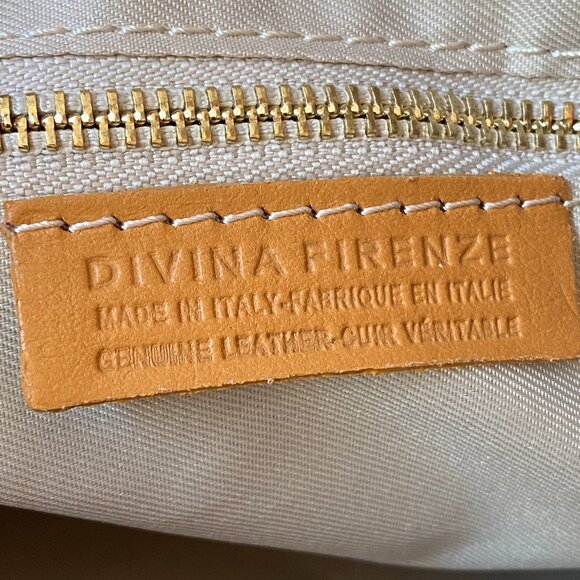 DIVINA FIRENZE
MADE IN ITALY-FABRIQUE EN ITALIE
GENUINE LEATHER-CUIR VÉRITABLE